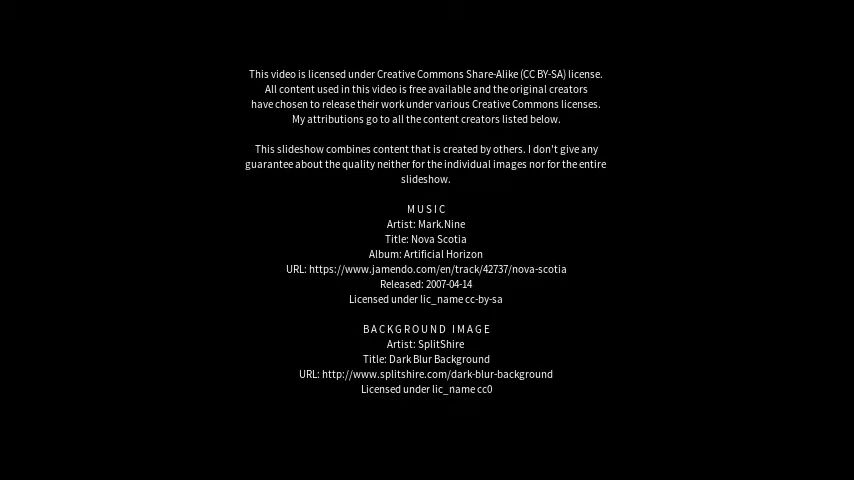 This video is licensed under Creative Commons Share-Alike (CC BY-SA) license.
All content used in this video is free available and the original creators
have chosen to release their work under various Creative Commons licenses.
My attributions go to all the content creators listed below.
This slideshow combines content that is created by others. I don't give any
guarantee about the quality neither for the individual images nor for the entire
slideshow.
MUSIC
Artist: Mark.Nine
Title: Nova Scotia
Album: Artificial Horizon
URL: https://www.jamendo.com/en/track/42737/nova-scotia
Released: 2007-04-14
Licensed under lic_name cc-by-sa
BACKGROUND IMAGE
Artist: SplitShire
Title: Dark Blur Background
URL: http://www.splitshire.com/dark-blur-background
Licensed under lic_name cc0